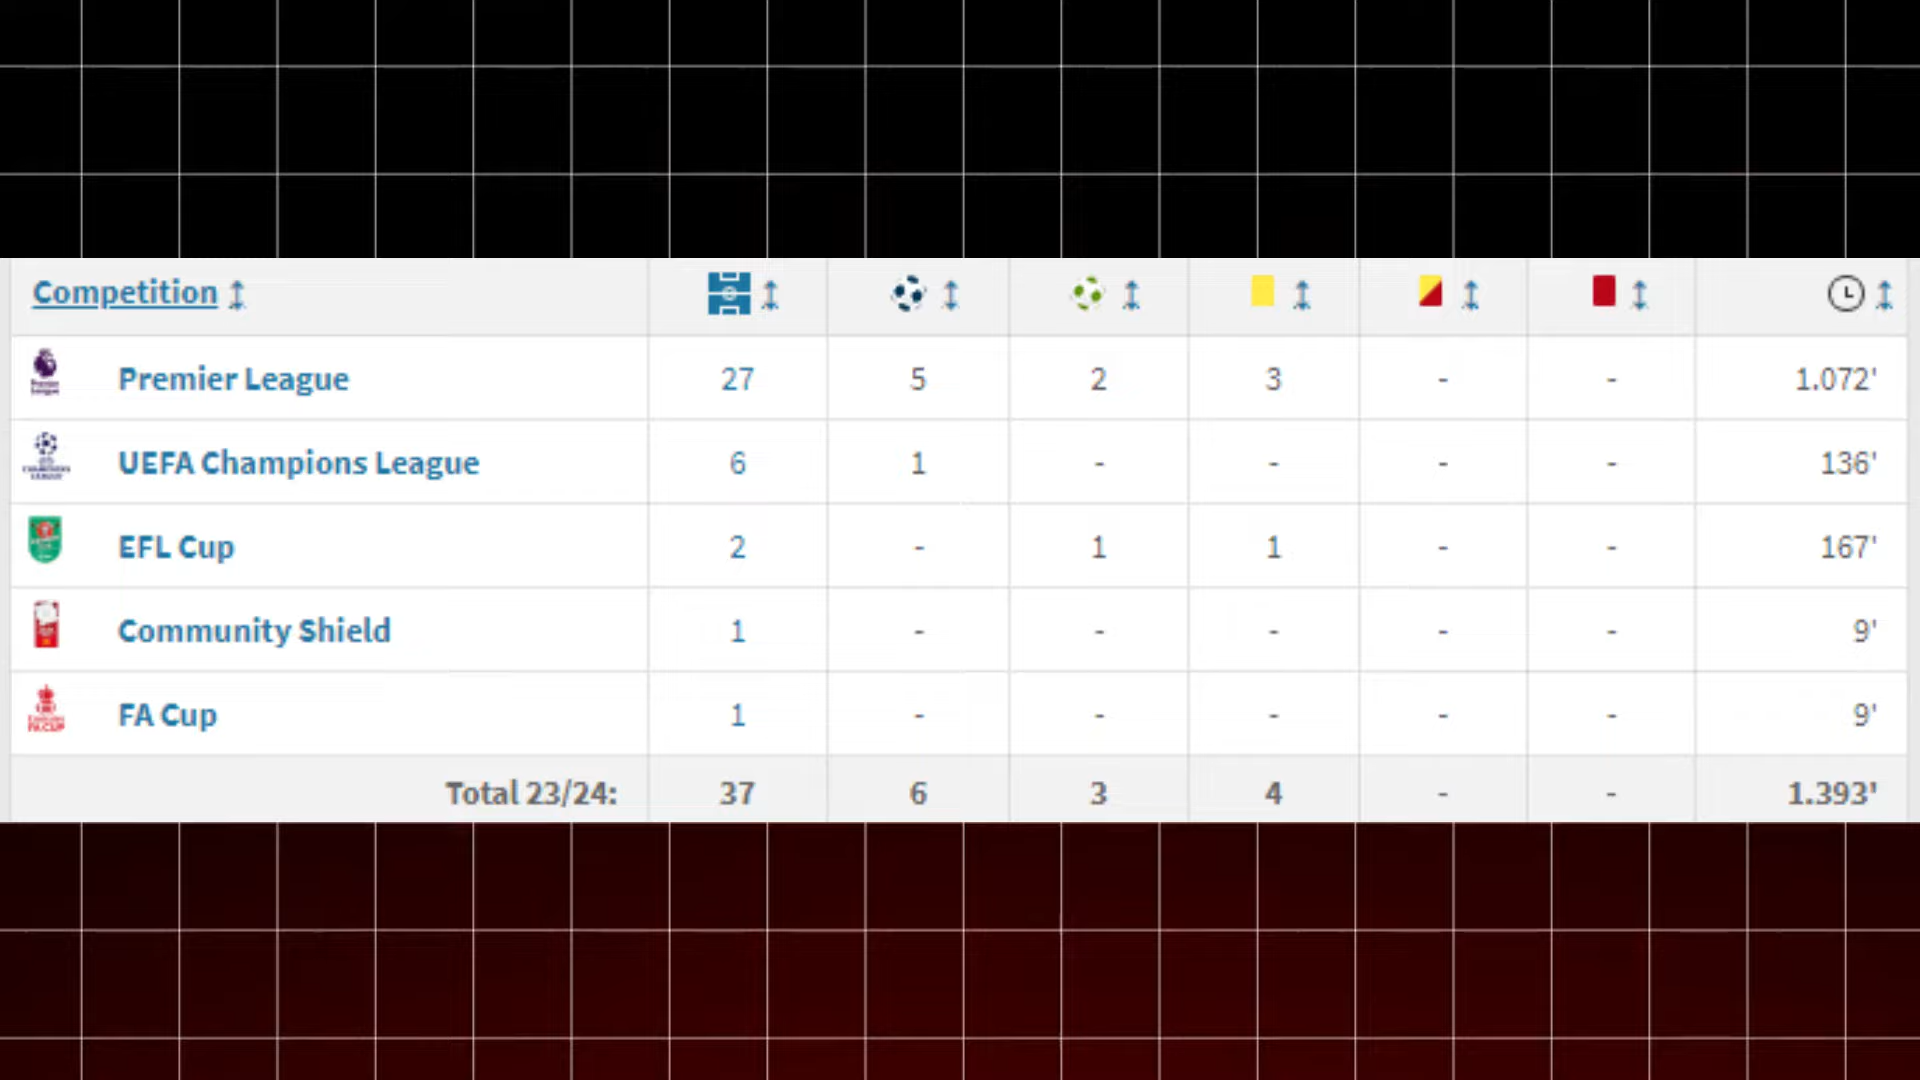 Competition
Premier League 27 5 2 3 - - 1.072'
UEFA Champions League 6 1 - - - - 136'
EFL Cup 2 - 1 1 - - 167'
Community Shield 1 - - - - - 9'
FA Cup 1 - - - - - 9'
Total 23/24: 37 6 3 4 - - 1.393'